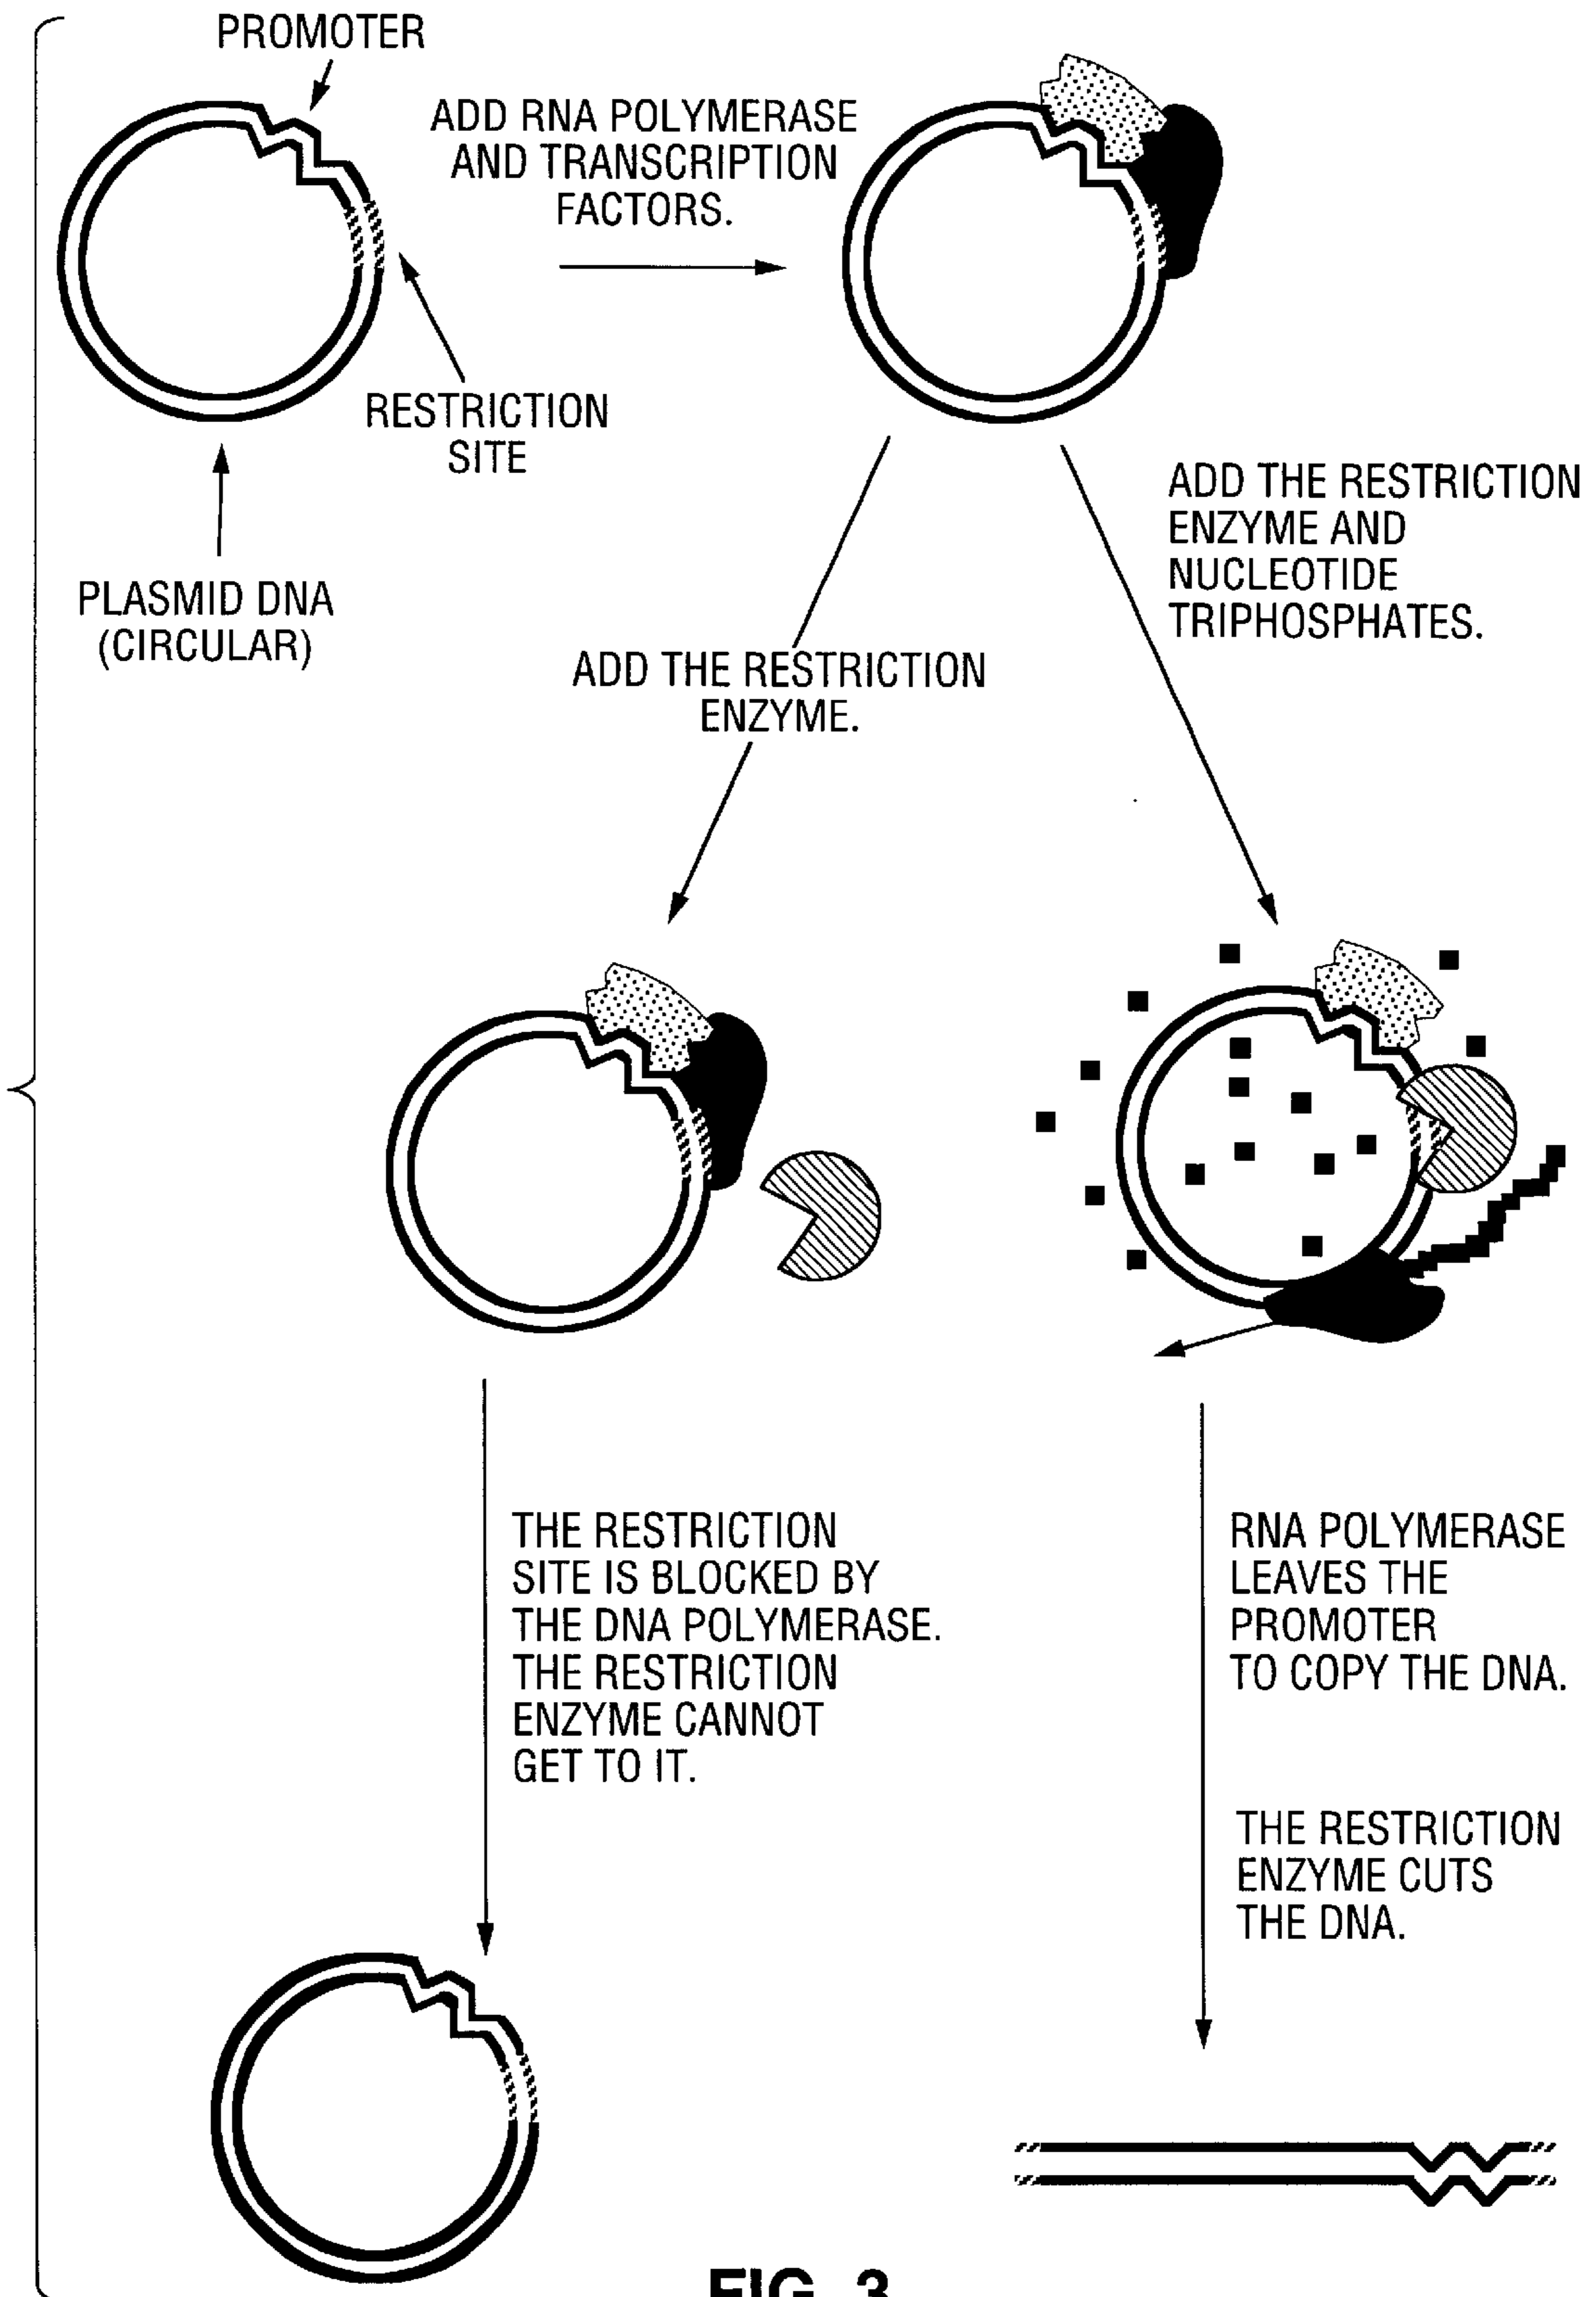 PROMOTER
ADD RNA POLYMERASE
AND TRANSCRIPTION
FACTORS.
RESTRICTION
SITE
PLASMID DNA
(CIRCULAR)
ADD THE RESTRICTION
ENZYME AND
NUCLEOTIDE
TRIPHOSPHATES.
ADD THE RESTRICTION
ENZYME.
THE RESTRICTION
SITE IS BLOCKED BY
THE DNA POLYMERASE.
THE RESTRICTION
ENZYME CANNOT
GET TO IT.
RNA POLYMERASE
LEAVES THE
PROMOTER
TO COPY THE DNA.
THE RESTRICTION
ENZYME CUTS
THE DNA.
FIG. 3